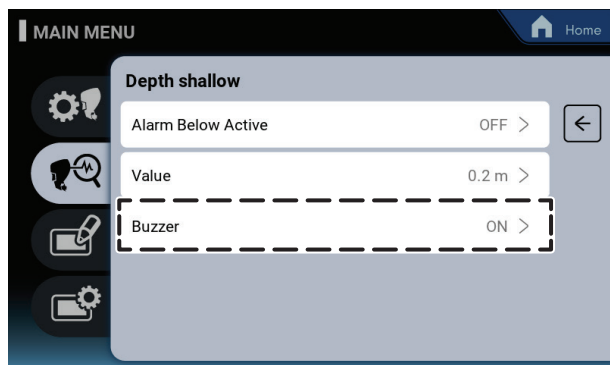 MAIN MENU
Home
Depth shallow
Alarm Below Active OFF >
Value 0.2 m >
Buzzer ON >